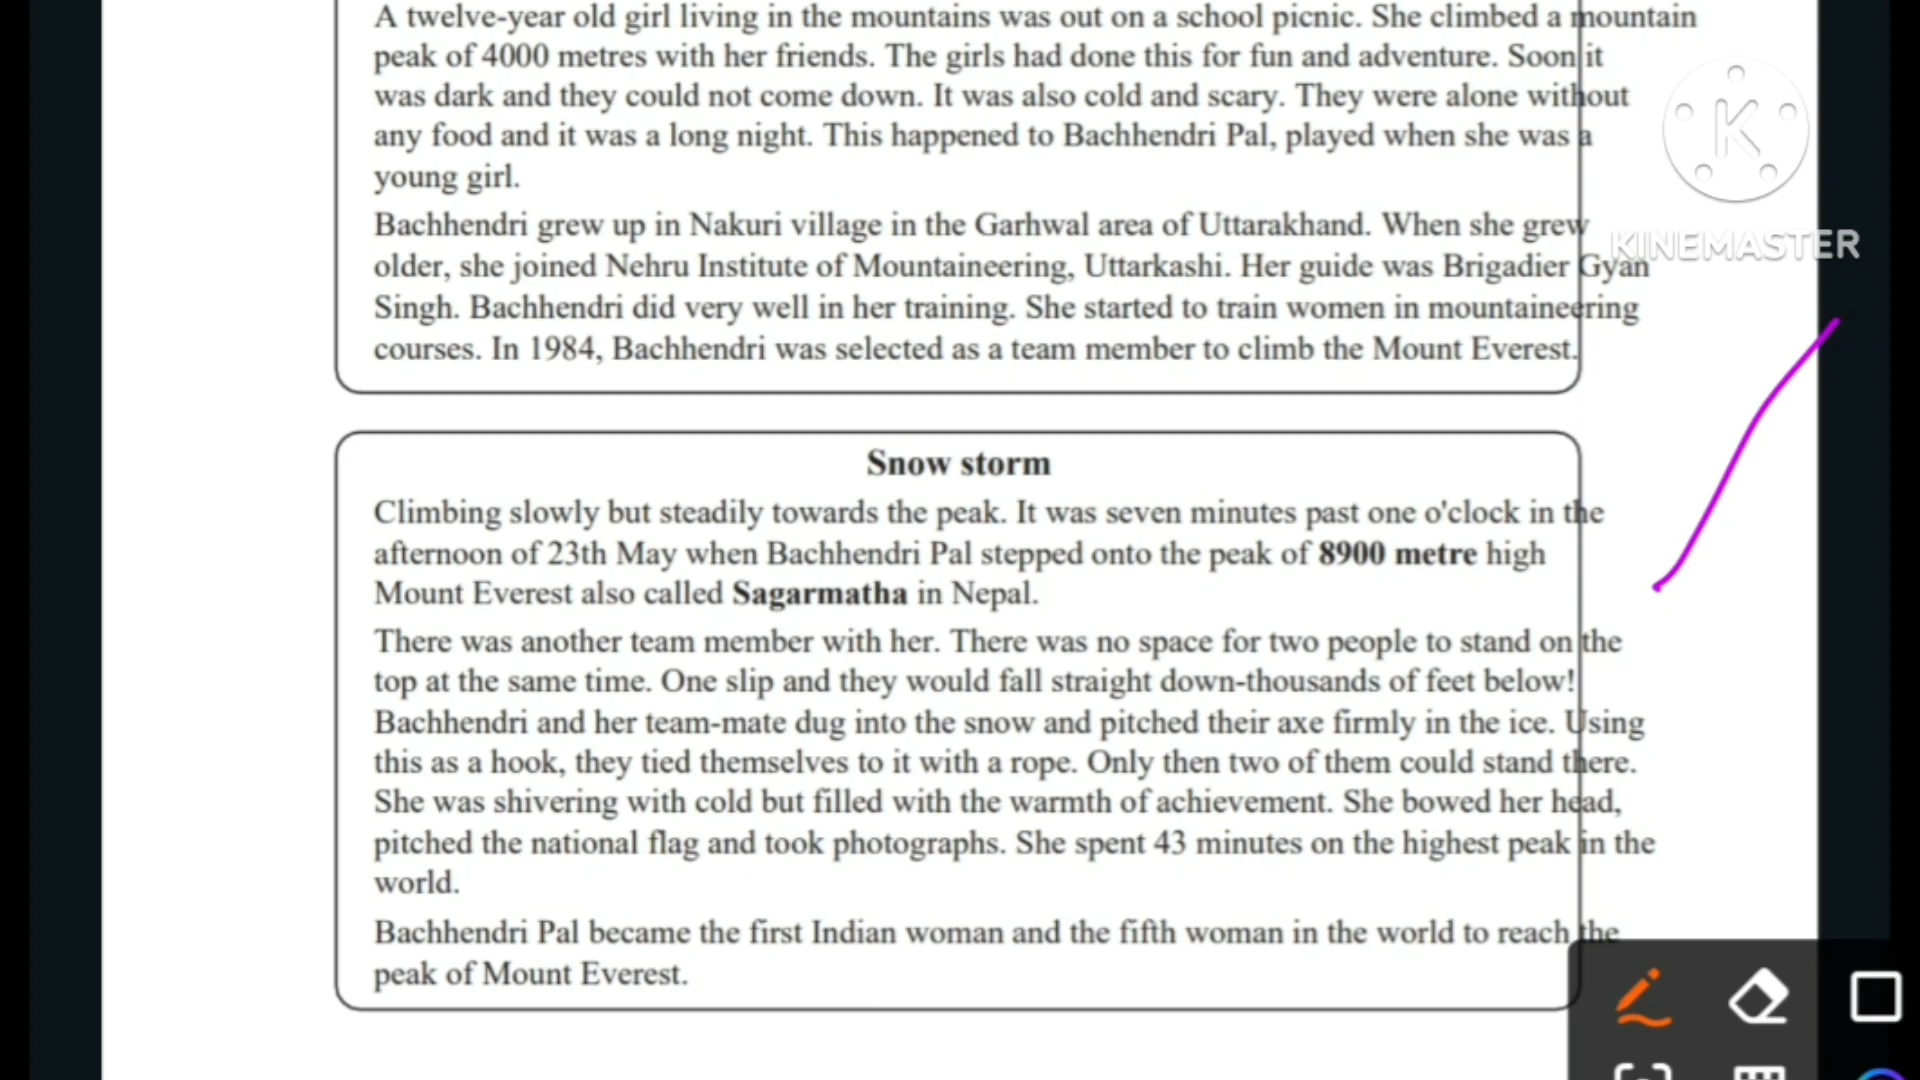 A twelve-year old girl living in the mountains was out on a school picnic. She climbed a mountain
peak of 4000 metres with her friends. The girls had done this for fun and adventure. Soon it
was dark and they could not come down. It was also cold and scary. They were alone without
any food and it was a long night. This happened to Bachhendri Pal, played when she was a
young girl.
Bachhendri grew up in Nakuri village in the Garhwal area of Uttarakhand. When she grew
older, she joined Nehru Institute of Mountaineering, Uttarkashi. Her guide was Brigadier Gyan
Singh. Bachhendri did very well in her training. She started to train women in mountaineering
courses. In 1984, Bachhendri was selected as a team member to climb the Mount Everest.
K
KINEMASTER
Snow storm
Climbing slowly but steadily towards the peak. It was seven minutes past one o'clock in the
afternoon of 23th May when Bachhendri Pal stepped onto the peak of 8900 metre high
Mount Everest also called Sagarmatha in Nepal.
There was another team member with her. There was no space for two people to stand on the
top at the same time. One slip and they would fall straight down-thousands of feet below!
Bachhendri and her team-mate dug into the snow and pitched their axe firmly in the ice. Using
this as a hook, they tied themselves to it with a rope. Only then two of them could stand there.
She was shivering with cold but filled with the warmth of achievement. She bowed her head,
pitched the national flag and took photographs. She spent 43 minutes on the highest peak in the
world.
Bachhendri Pal became the first Indian woman and the fifth woman in the world to reach the
peak of Mount Everest.